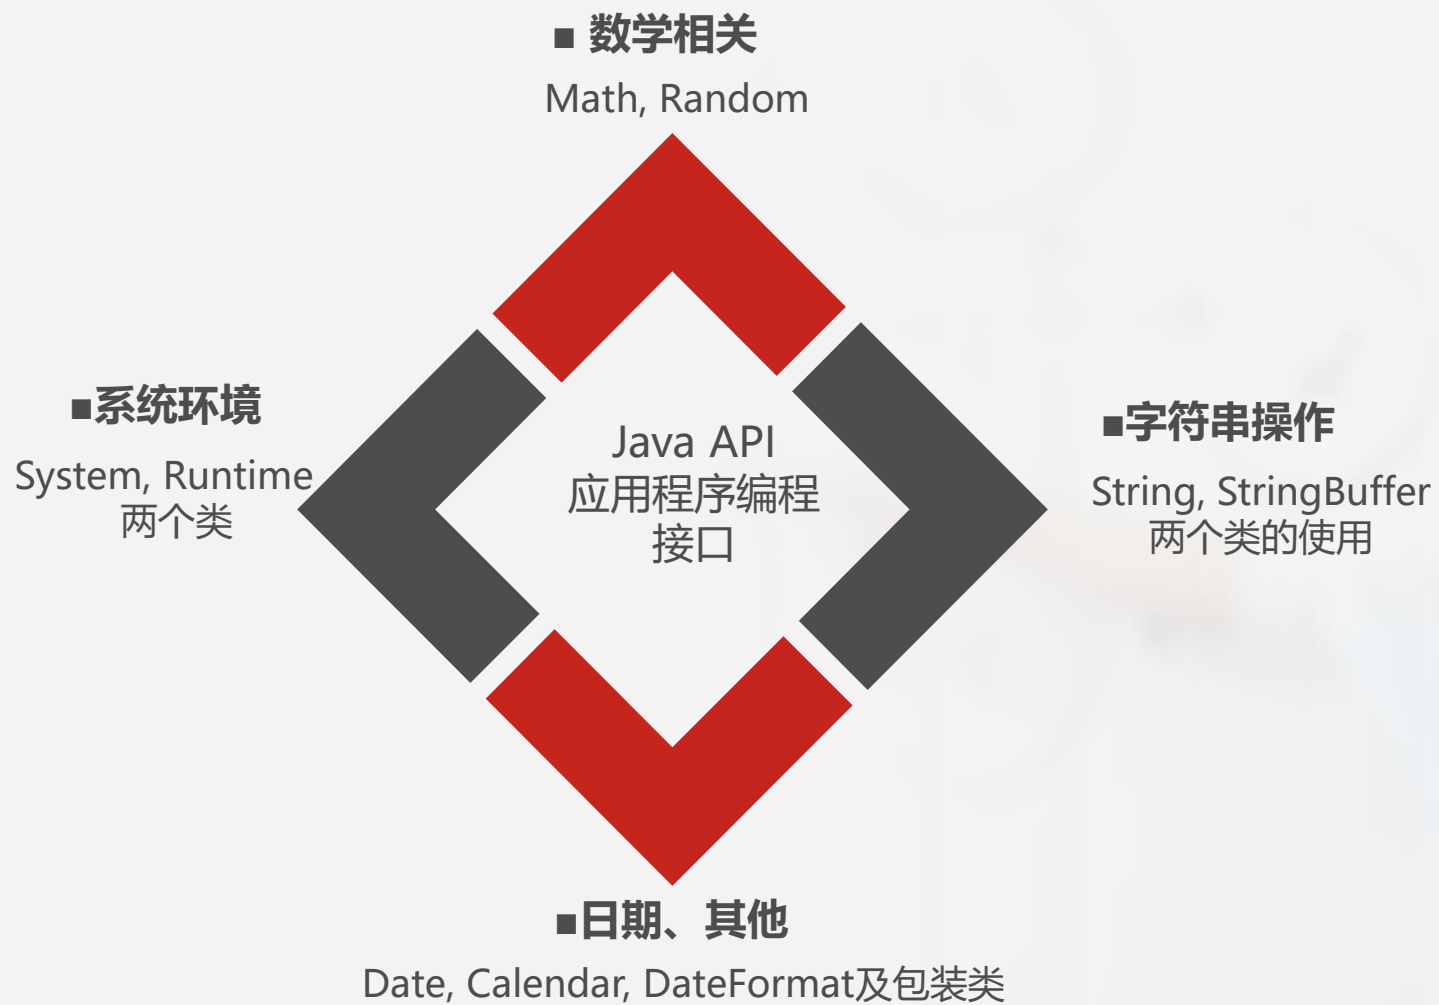 ■ 数学相关
Math, Random
■系统环境
System, Runtime
两个类
Java API
应用程序编程
接口
■字符串操作
String, StringBuffer
两个类的使用
■日期、其他
Date, Calendar, DateFormat及包装类